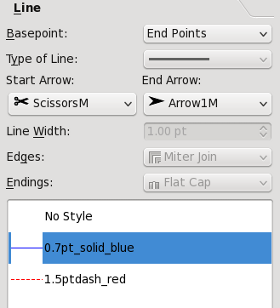 Line
Basepoint: End Points
Type of Line:
Start Arrow: End Arrow:
ScissorsM Arrow1M
Line Width: 1.00 pt
Edges: Miter Join
Endings: Flat Cap
No Style
0.7pt_solid_blue
1.5ptdash_red